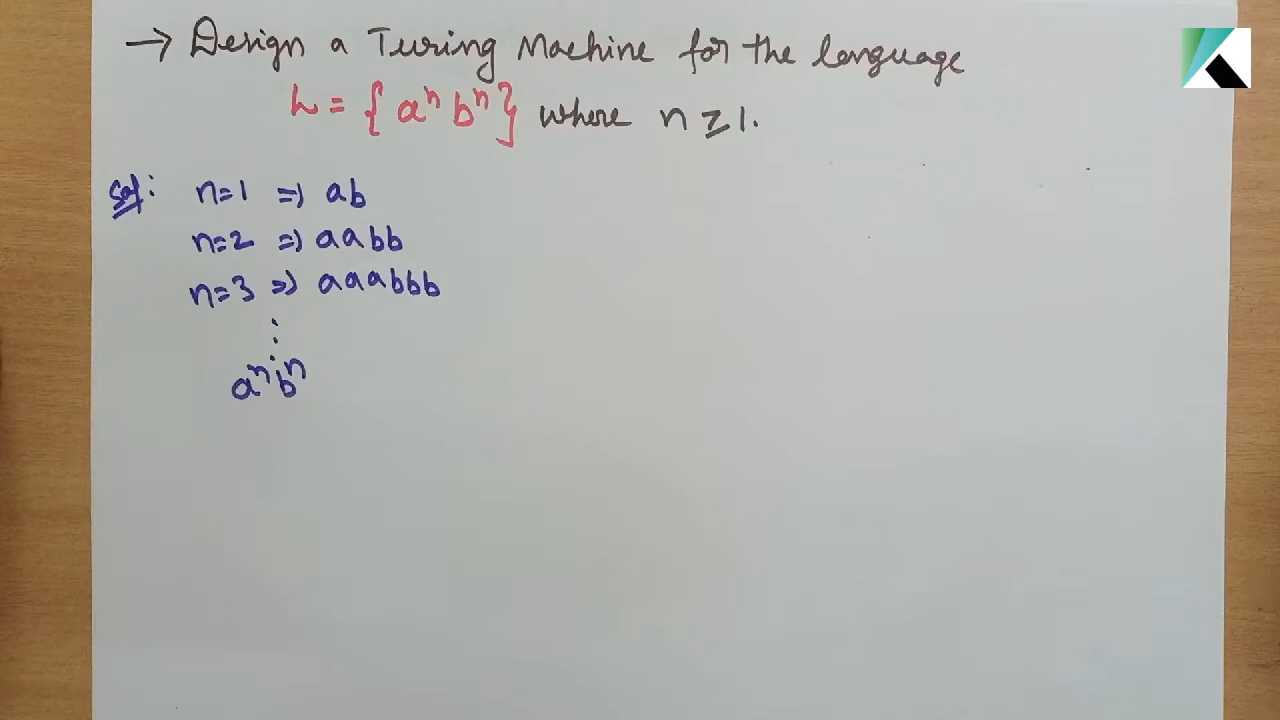 → Design a Turing Machine for the language
L = { aⁿ bⁿ } where n ≥ 1.
Sol: n=1 => ab
n=2 => aabb
n=3 => aaabbb
⋮
aⁿbⁿ